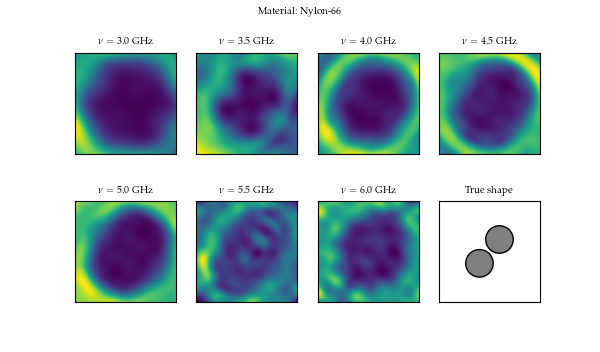 Material: Nylon-66
ν = 3.0 GHz
ν = 3.5 GHz
ν = 4.0 GHz
ν = 4.5 GHz
ν = 5.0 GHz
ν = 5.5 GHz
ν = 6.0 GHz
True shape